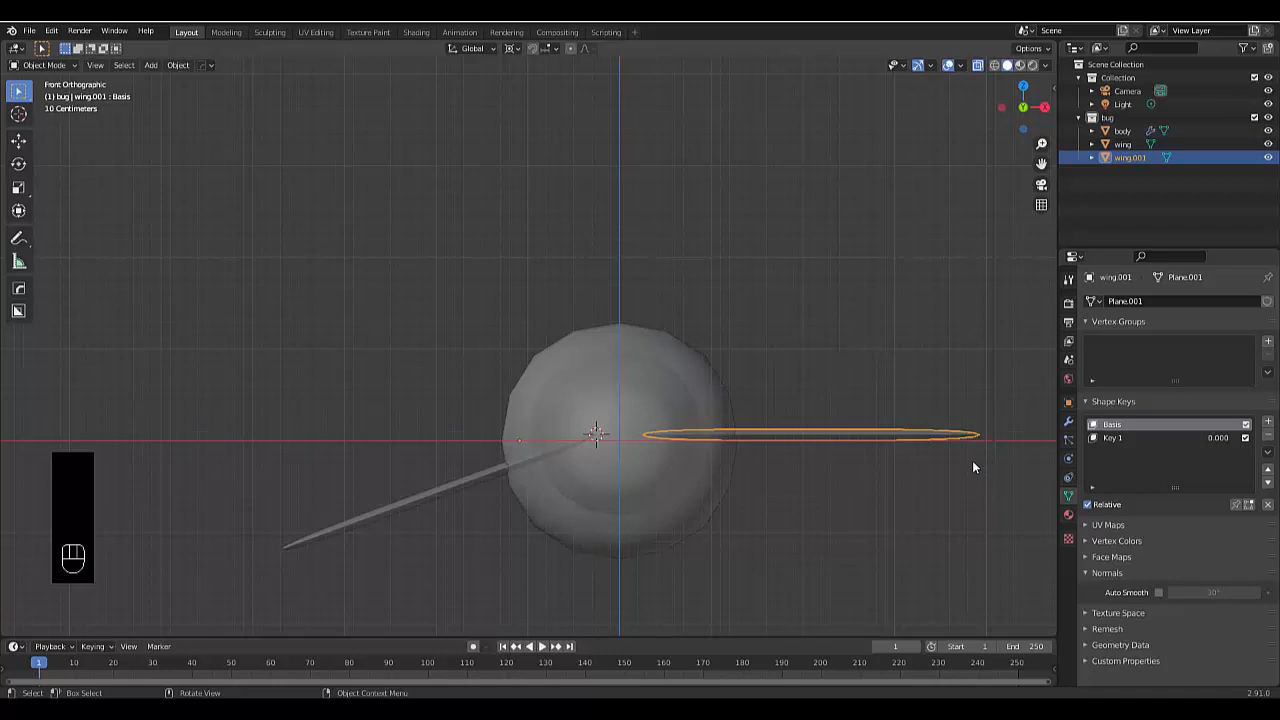 File Edit Render Window Help Layout Modeling Sculpting UV Editing Texture Paint Shading Animation Rendering Compositing Scripting + Scene View Layer
Global Options
Object Mode View Select Add Object
Front Orthographic
(1) bug | wing.001 : Basis
10 Centimeters
Z
Y
X
Scene Collection
Collection
Camera
Light
bug
body
wing
wing.001
wing.001 Plane.001
Plane.001
Vertex Groups
Shape Keys
Basis
Key 1 0.000
Relative
UV Maps
Vertex Colors
Face Maps
Normals
Auto Smooth 30°
Texture Space
Remesh
Geometry Data
Custom Properties
Playback Keying View Marker 1 Start 1 End 250
1 10 20 30 40 50 60 70 80 90 100 110 120 130 140 150 160 170 180 190 200 210 220 230 240 250
Select Box Select Rotate View Object Context Menu 2.91.0